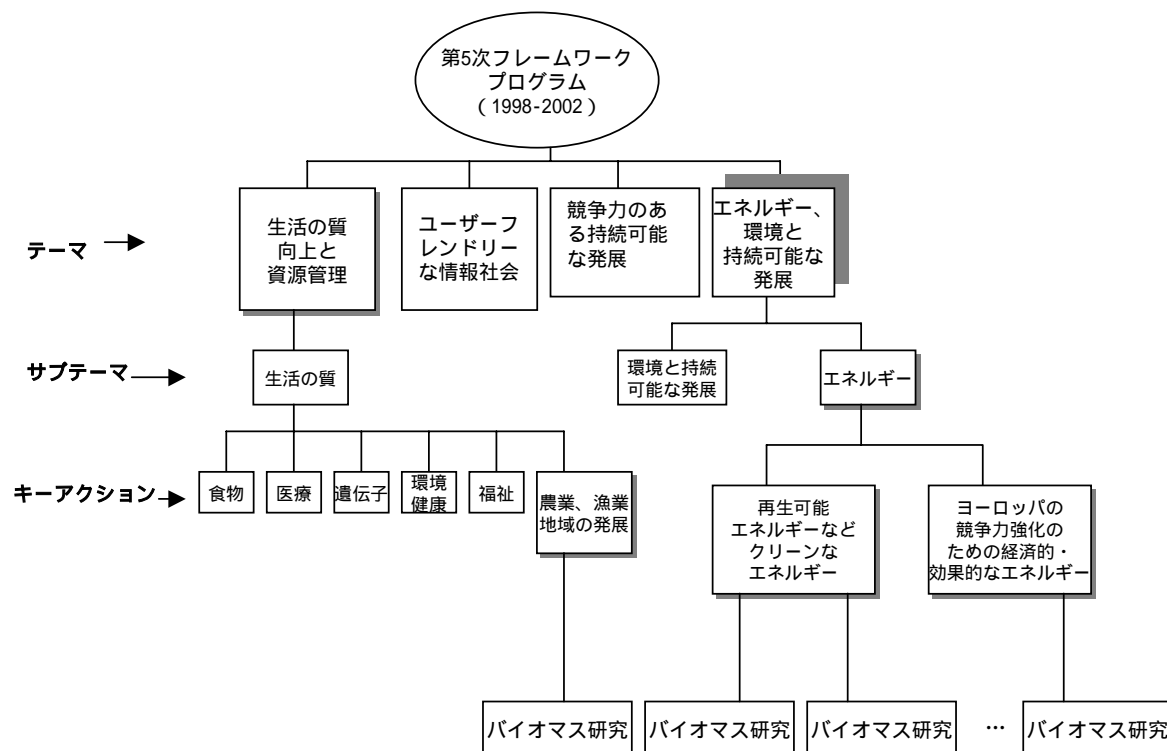 第5次フレームワーク
プログラム
（1998-2002）
テーマ
生活の質
向上と
資源管理
ユーザーフ
レンドリー
な情報社会
競争力のあ
る持続可能
な発展
エネルギー、
環境と
持続可能な
発展
サブテーマ
生活の質
環境と持続
可能な発展
エネルギー
キーアクション
食物
医療
遺伝子
環境
健康
福祉
農業、漁業
地域の発展
再生可能
エネルギーなど
クリーンな
エネルギー
ヨーロッパの
競争力強化の
ための経済的・
効果的なエネルギー
バイオマス研究
バイオマス研究
バイオマス研究
…
バイオマス研究